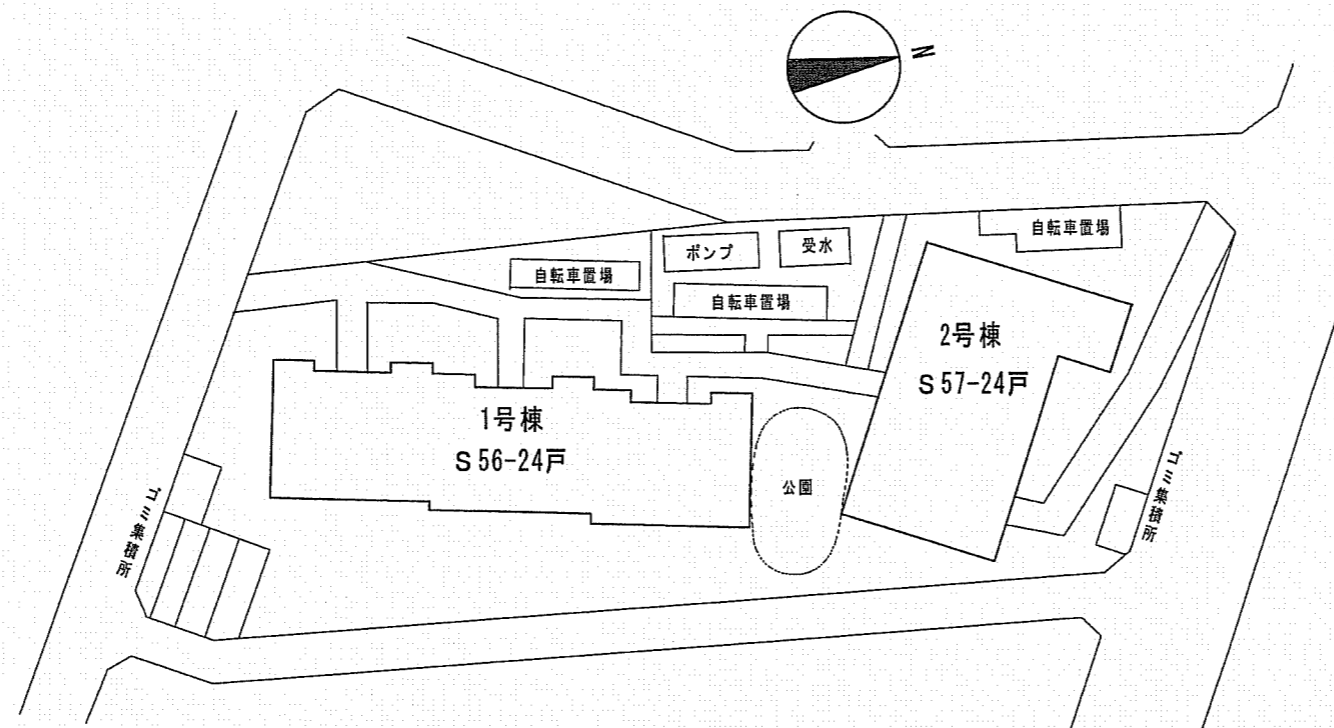 N
自転車置場
ポンプ
受水
自転車置場
自転車置場
2号棟
S57-24戸
1号棟
S56-24戸
公園
ゴミ集積所
ゴミ集積所